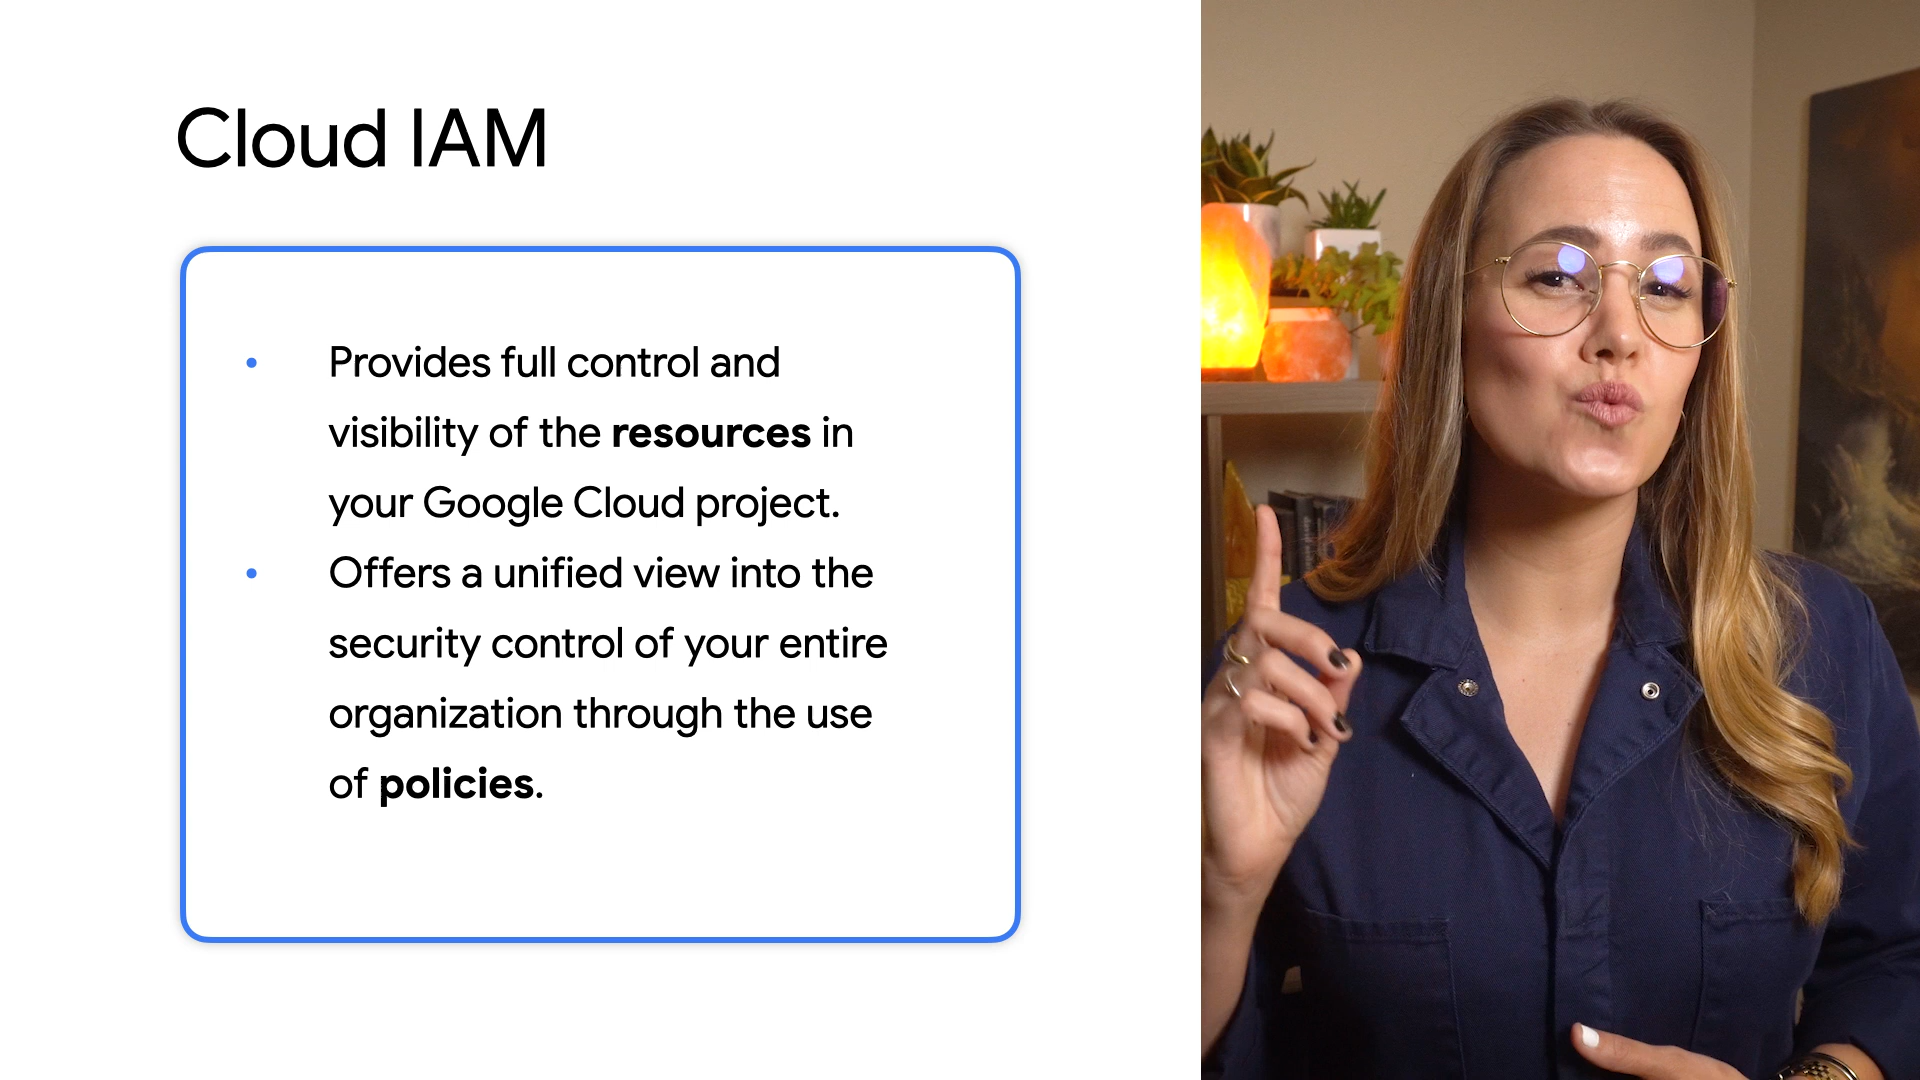 Cloud IAM
• Provides full control and
visibility of the resources in
your Google Cloud project.
• Offers a unified view into the
security control of your entire
organization through the use
of policies.